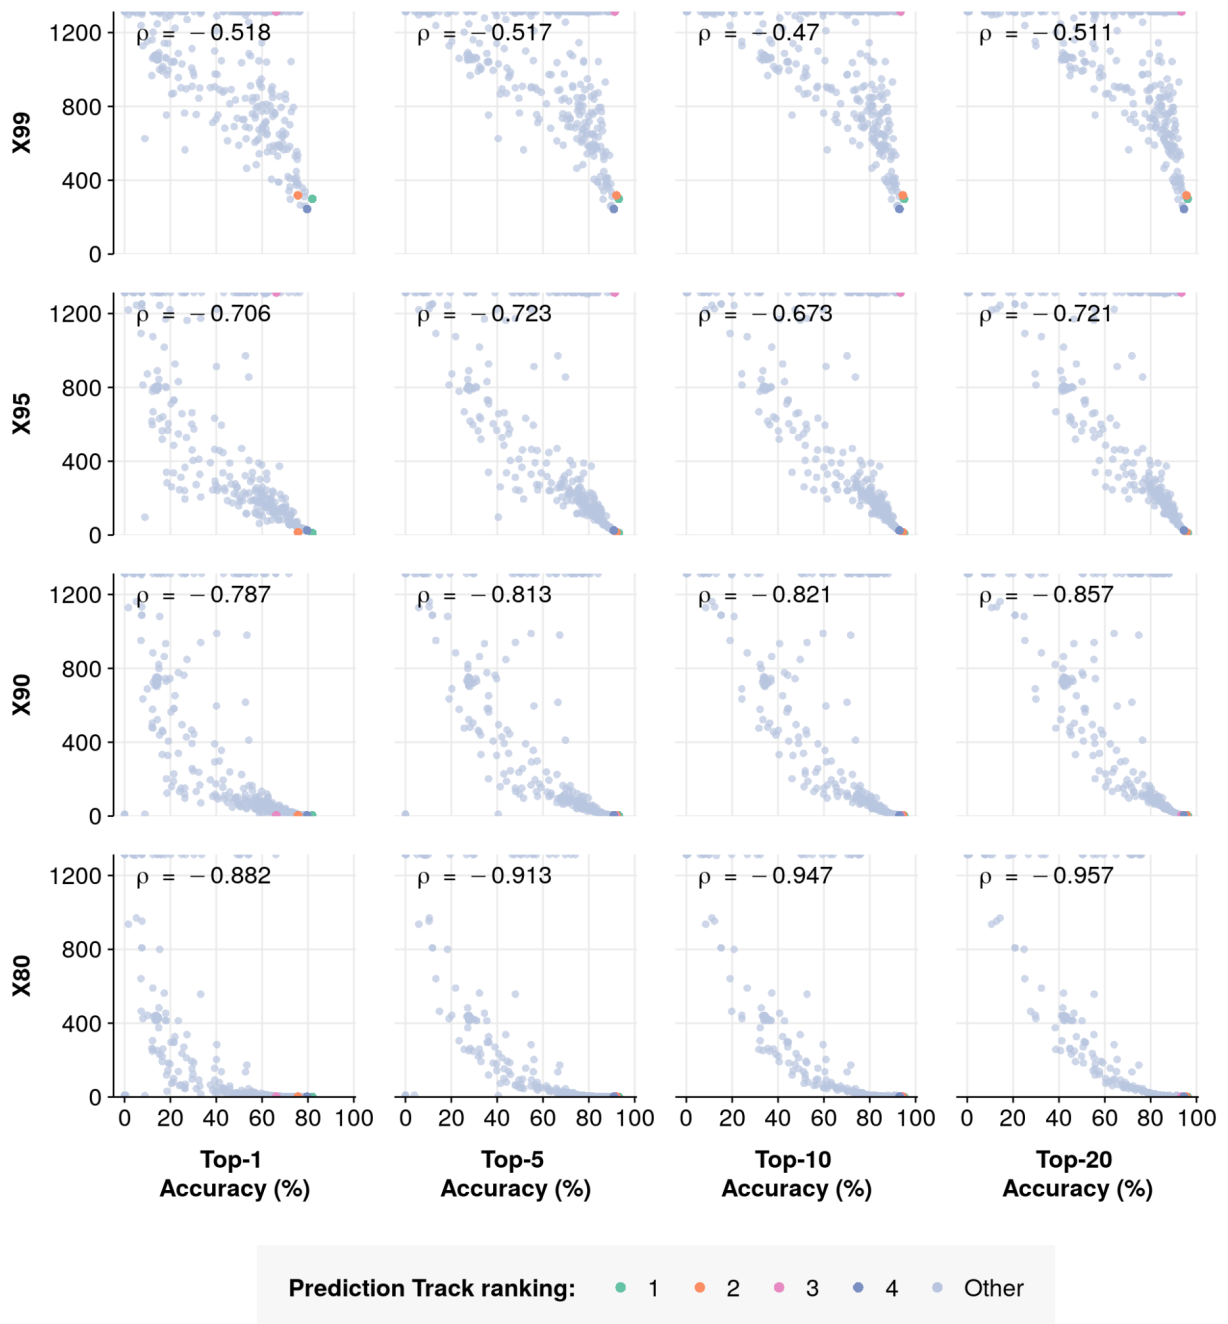 X99
1200
800
400
0
ρ = −0.518
ρ = −0.517
ρ = −0.47
ρ = −0.511
X95
1200
800
400
0
ρ = −0.706
ρ = −0.723
ρ = −0.673
ρ = −0.721
X90
1200
800
400
0
ρ = −0.787
ρ = −0.813
ρ = −0.821
ρ = −0.857
X80
1200
800
400
0
ρ = −0.882
ρ = −0.913
ρ = −0.947
ρ = −0.957
0 20 40 60 80 100
0 20 40 60 80 100
0 20 40 60 80 100
0 20 40 60 80 100
Top-1
Accuracy (%)
Top-5
Accuracy (%)
Top-10
Accuracy (%)
Top-20
Accuracy (%)
Prediction Track ranking: 1 2 3 4 Other